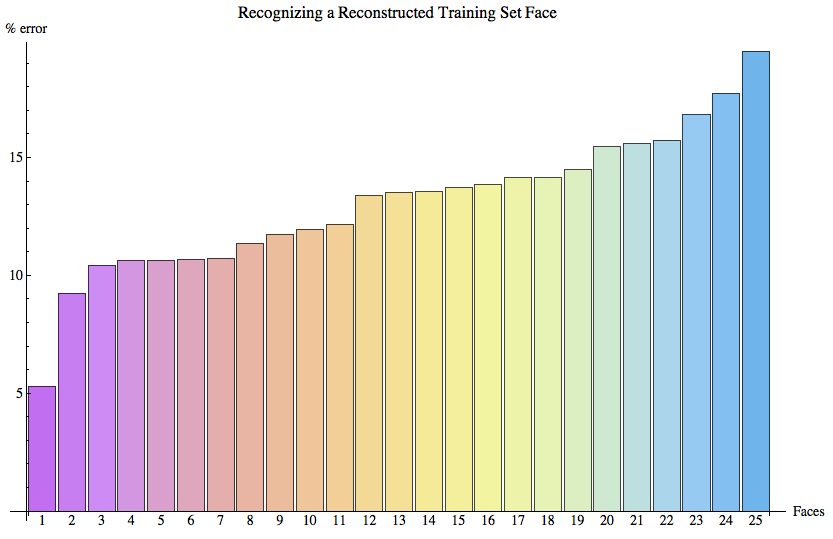 Recognizing a Reconstructed Training Set Face
% error
15
10
5
1 2 3 4 5 6 7 8 9 10 11 12 13 14 15 16 17 18 19 20 21 22 23 24 25 Faces